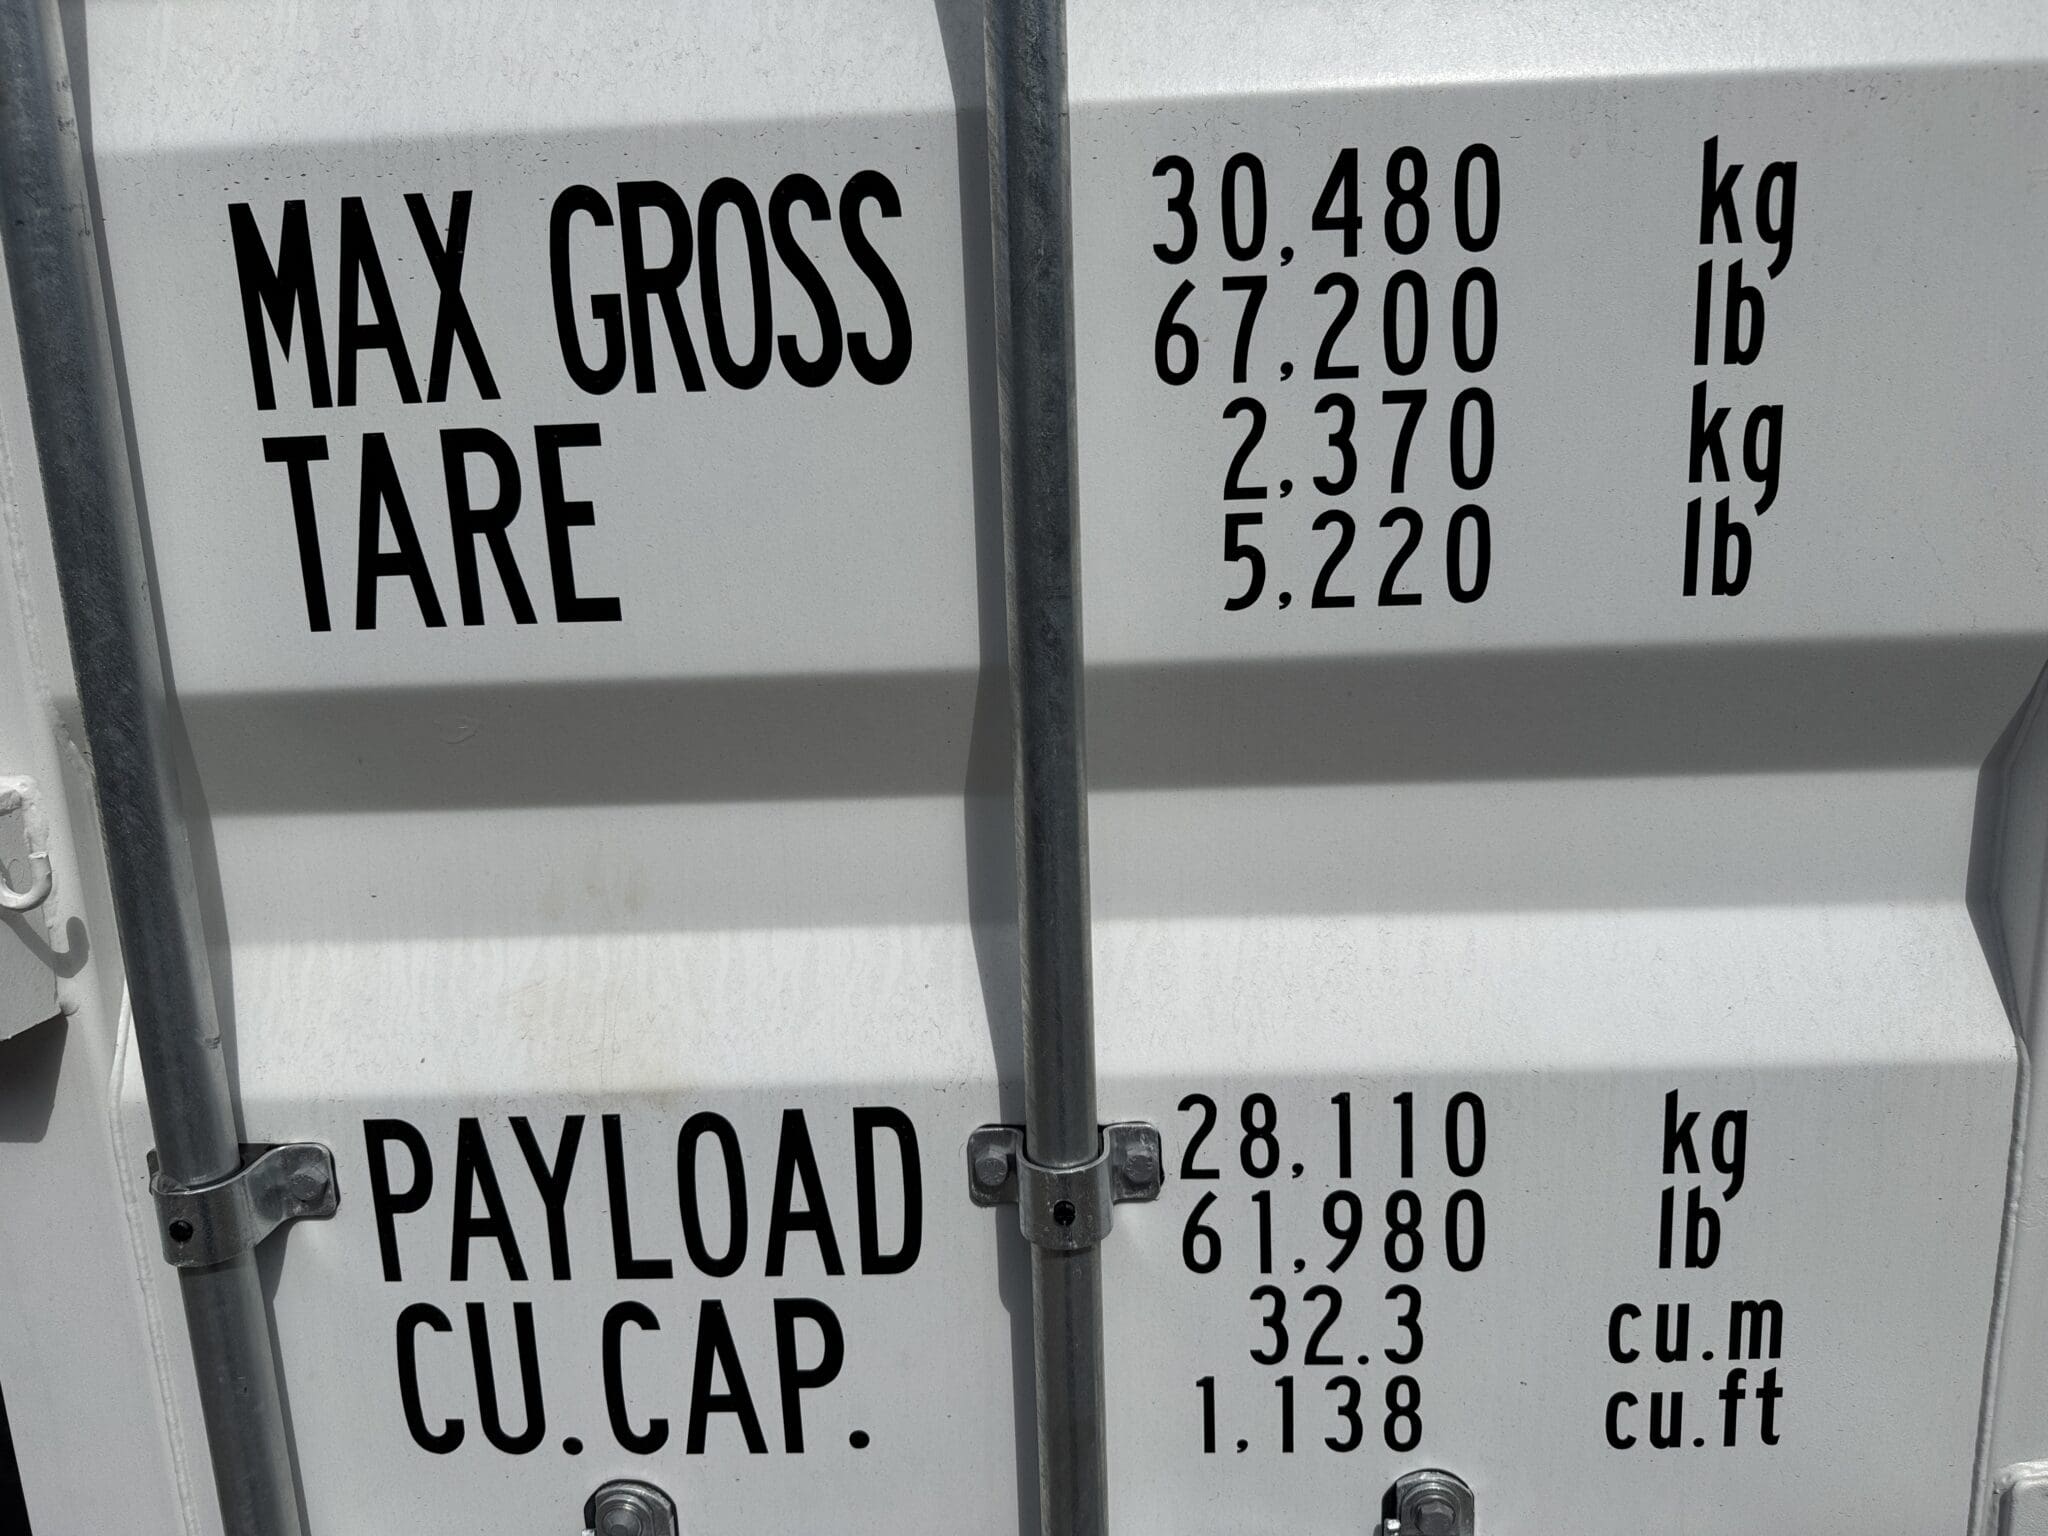 MAX GROSS 30,480 kg
67,200 lb
TARE 2,370 kg
5,220 lb
PAYLOAD 28,110 kg
61,980 lb
CU.CAP. 32.3 cu.m
1,138 cu.ft